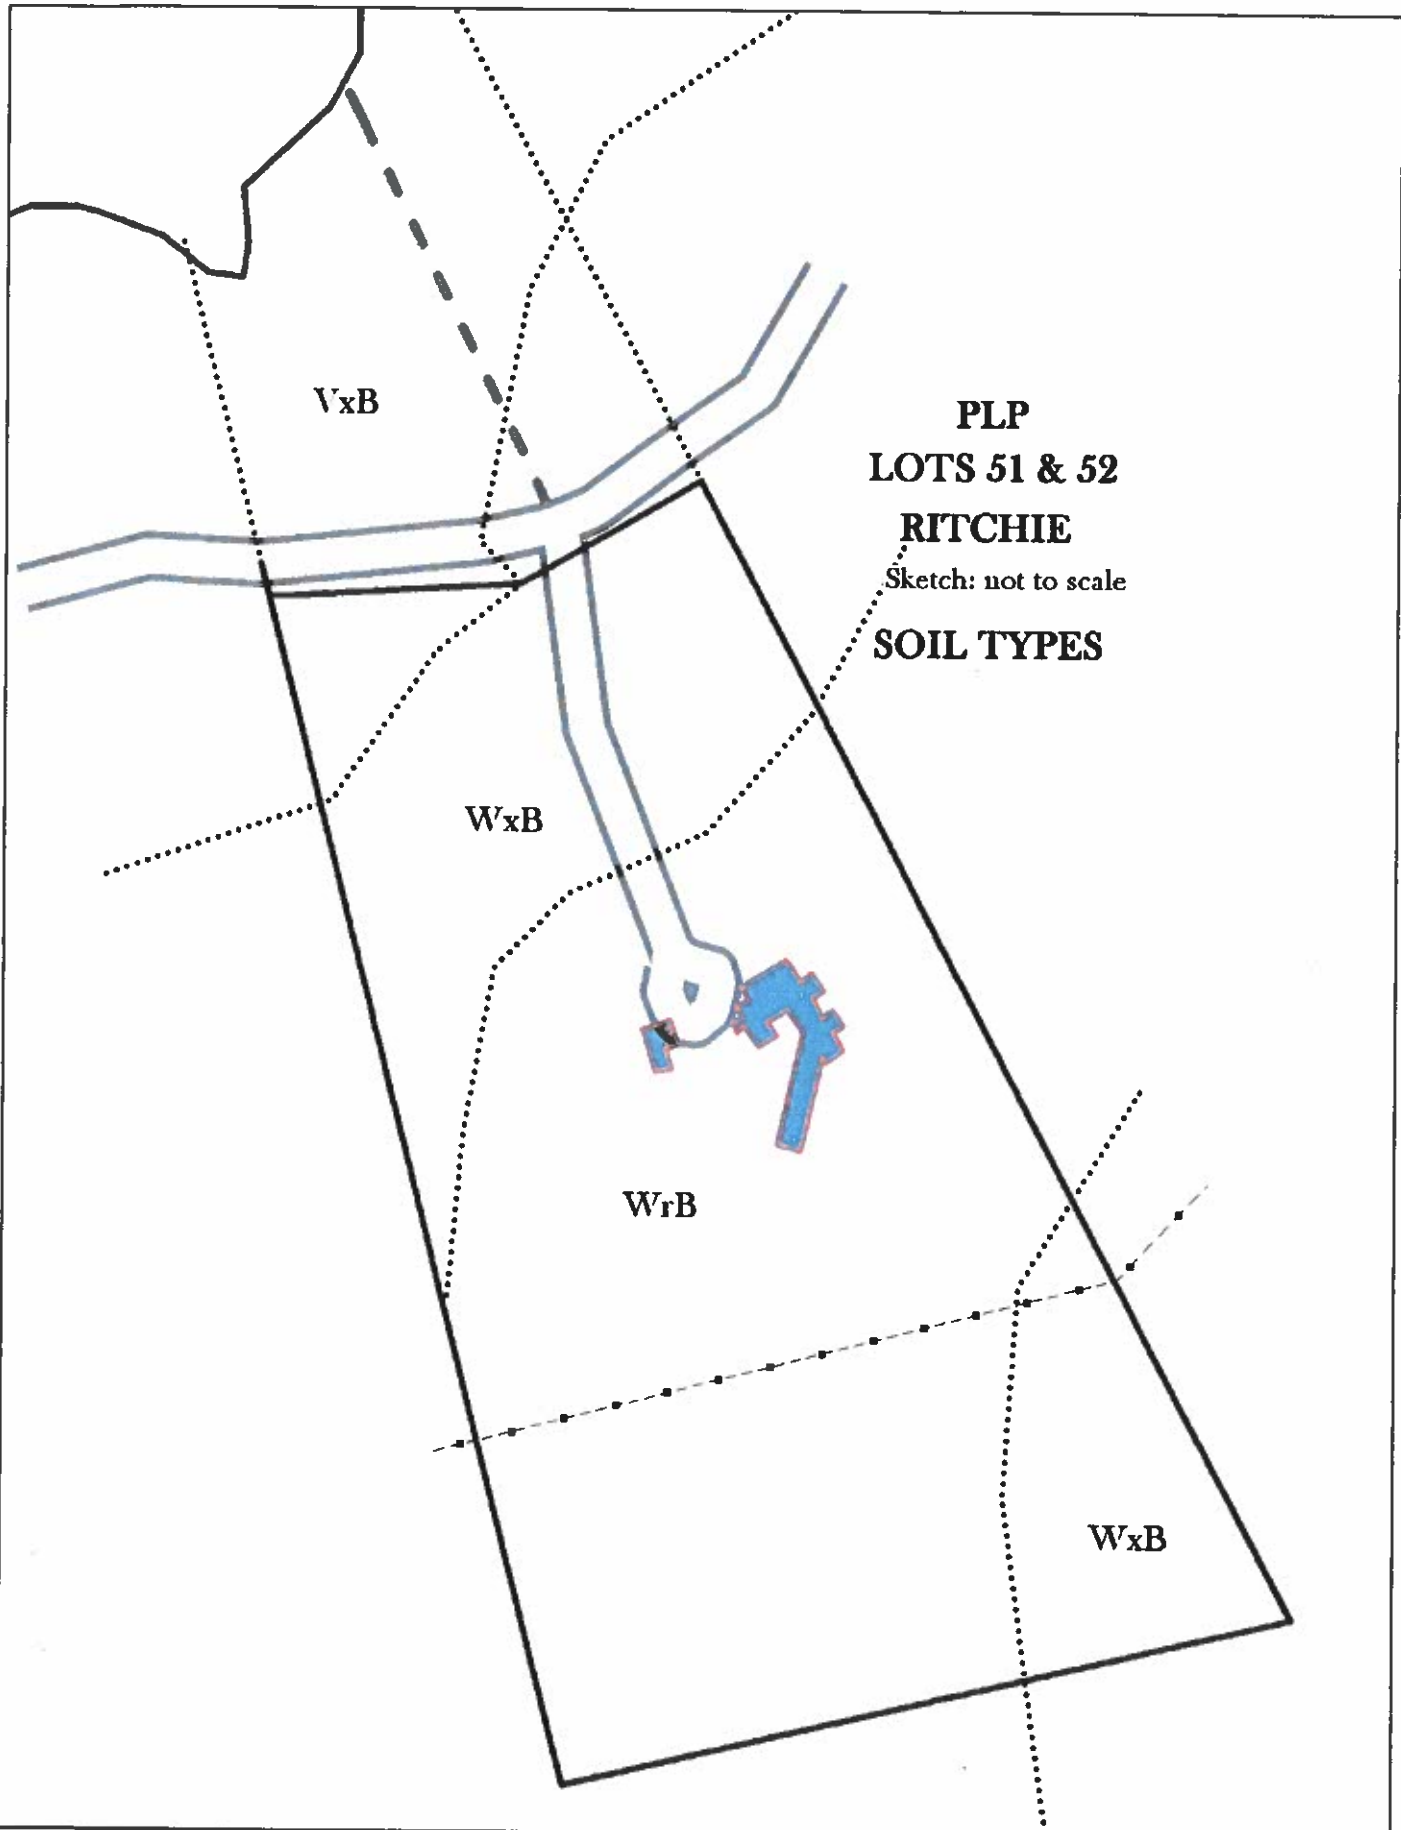 VxB
PLP
LOTS 51 & 52
RITCHIE
Sketch: not to scale
SOIL TYPES
WxB
WrB
WxB